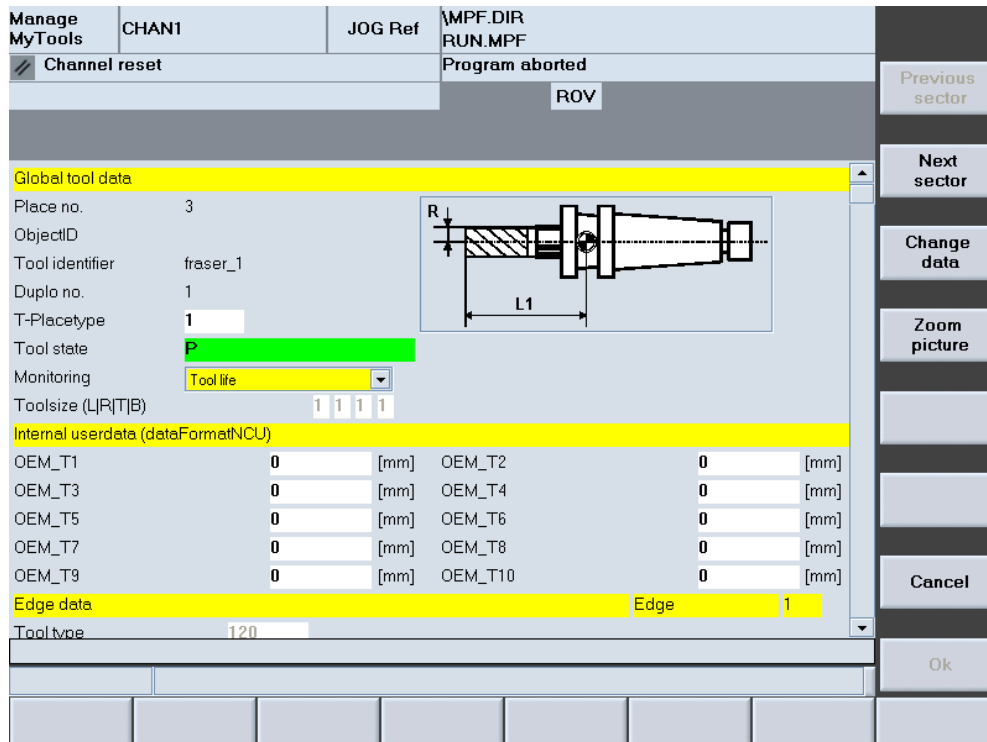 Manage MyTools
CHAN1
JOG Ref
\MPF.DIR
RUN.MPF
Channel reset
Program aborted
ROV
Previous sector
Next sector
Change data
Zoom picture
Cancel
Ok
Global tool data
Place no. 3
ObjectID
Tool identifier fraser_1
Duplo no. 1
T-Placetype 1
Tool state P
Monitoring Tool life
Toolsize (L|R|T|B) 1 1 1 1
R
L1
Internal userdata (dataFormatNCU)
OEM_T1 0 [mm] OEM_T2 0 [mm]
OEM_T3 0 [mm] OEM_T4 0 [mm]
OEM_T5 0 [mm] OEM_T6 0 [mm]
OEM_T7 0 [mm] OEM_T8 0 [mm]
OEM_T9 0 [mm] OEM_T10 0 [mm]
Edge data Edge 1
Tool type 120